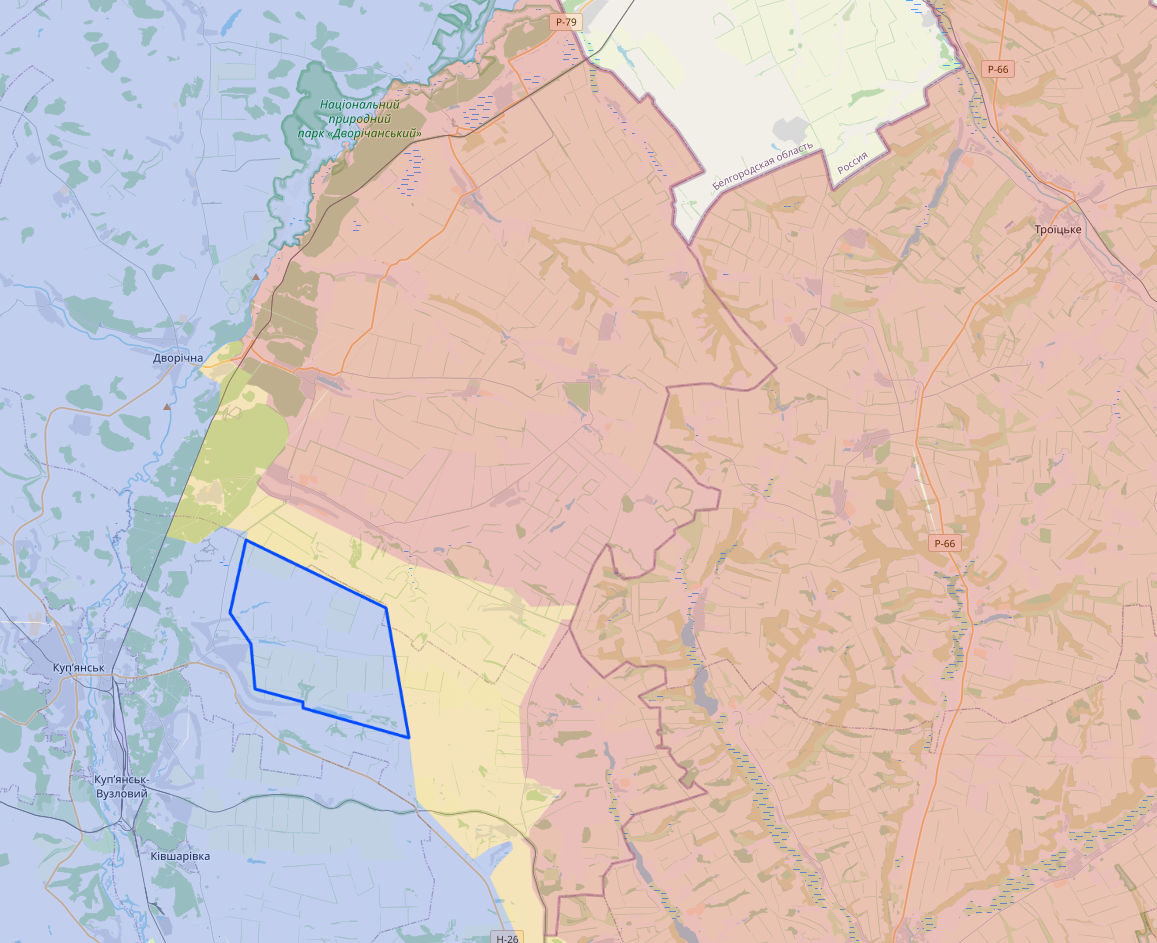 Р-79
Р-66
Національний
природний
парк «Дворічанський»
Белгородская область
Россия
Троїцьке
Дворічна
Р-66
Куп'янськ
Куп'янськ-
Вузловий
Ківшарівка
Н-26